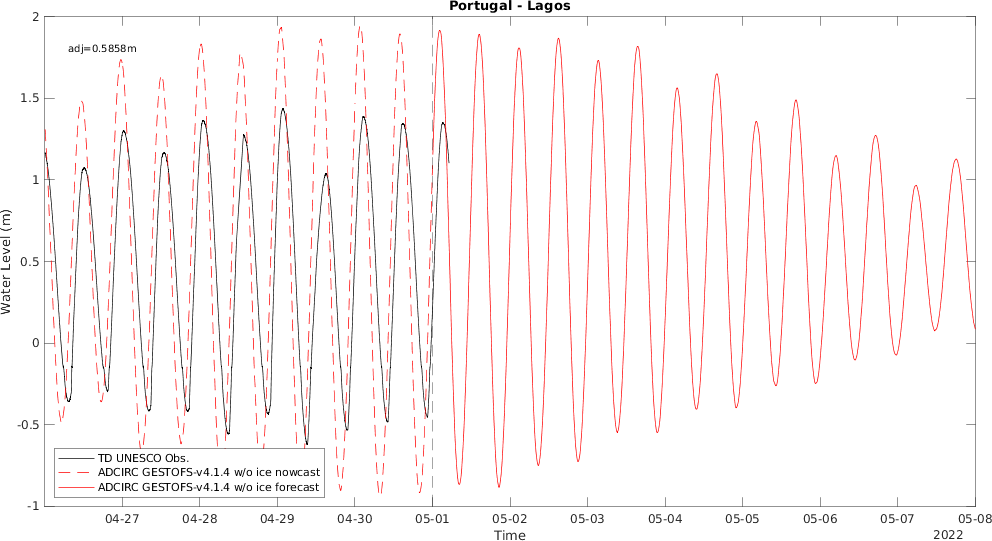 Portugal - Lagos
2
adj=0.5858m
1.5
1
0.5
0
-0.5
-1
Water Level (m)
TD UNESCO Obs.
ADCIRC GESTOFS-v4.1.4 w/o ice nowcast
ADCIRC GESTOFS-v4.1.4 w/o ice forecast
04-27 04-28 04-29 04-30 05-01 05-02 05-03 05-04 05-05 05-06 05-07 05-08
Time
2022